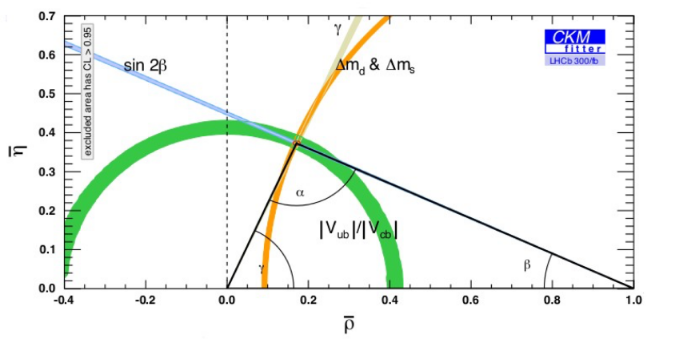 0.7
0.6
0.5
0.4
0.3
0.2
0.1
0.0
η̅
excluded area has CL > 0.95
sin 2β
γ
Δm_d & Δm_s
CKM
fitter
LHCb 300/fb
α
|V_ub|/|V_cb|
γ
β
-0.4 -0.2 0.0 0.2 0.4 0.6 0.8 1.0
ρ̅